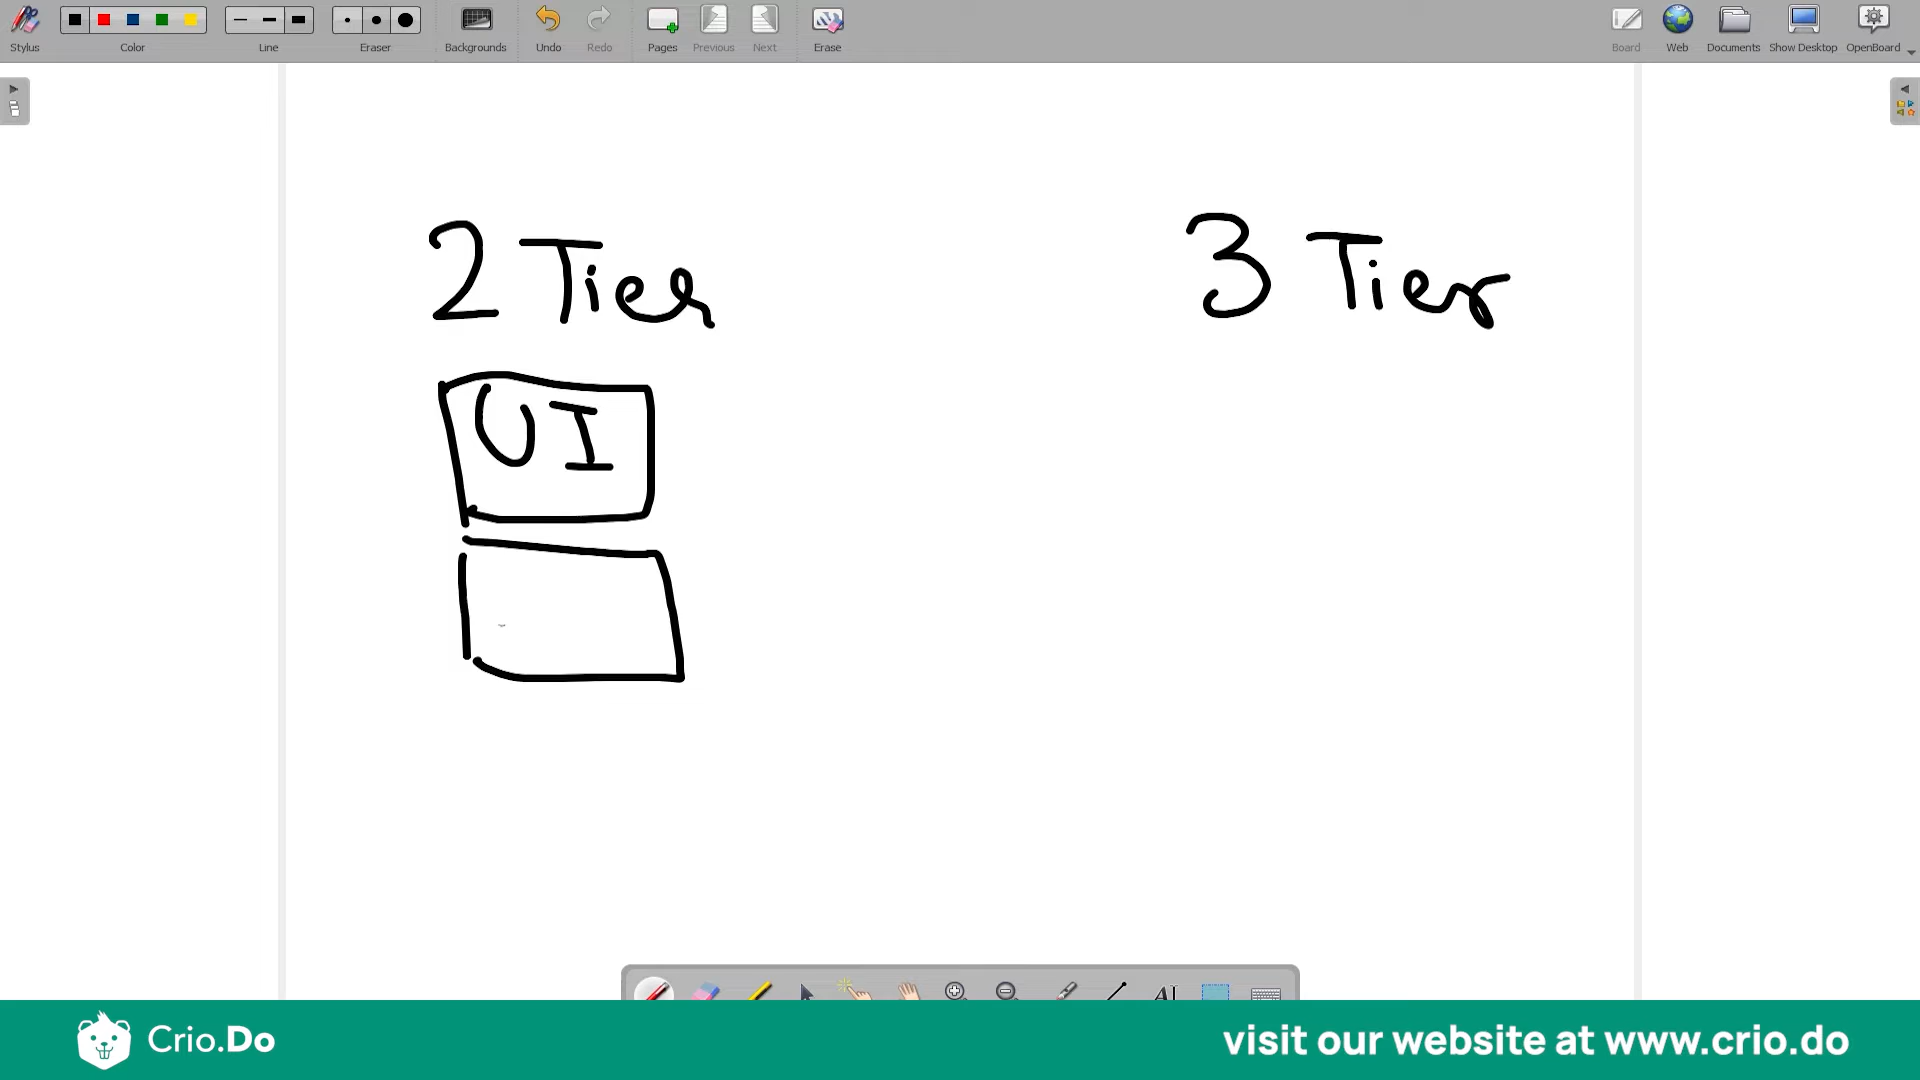 Stylus Color Line Eraser Backgrounds Undo Redo Pages Previous Next Erase Board Web Documents Show Desktop OpenBoard
2 Tier 3 Tier
UI
AI
Crio.Do visit our website at www.crio.do